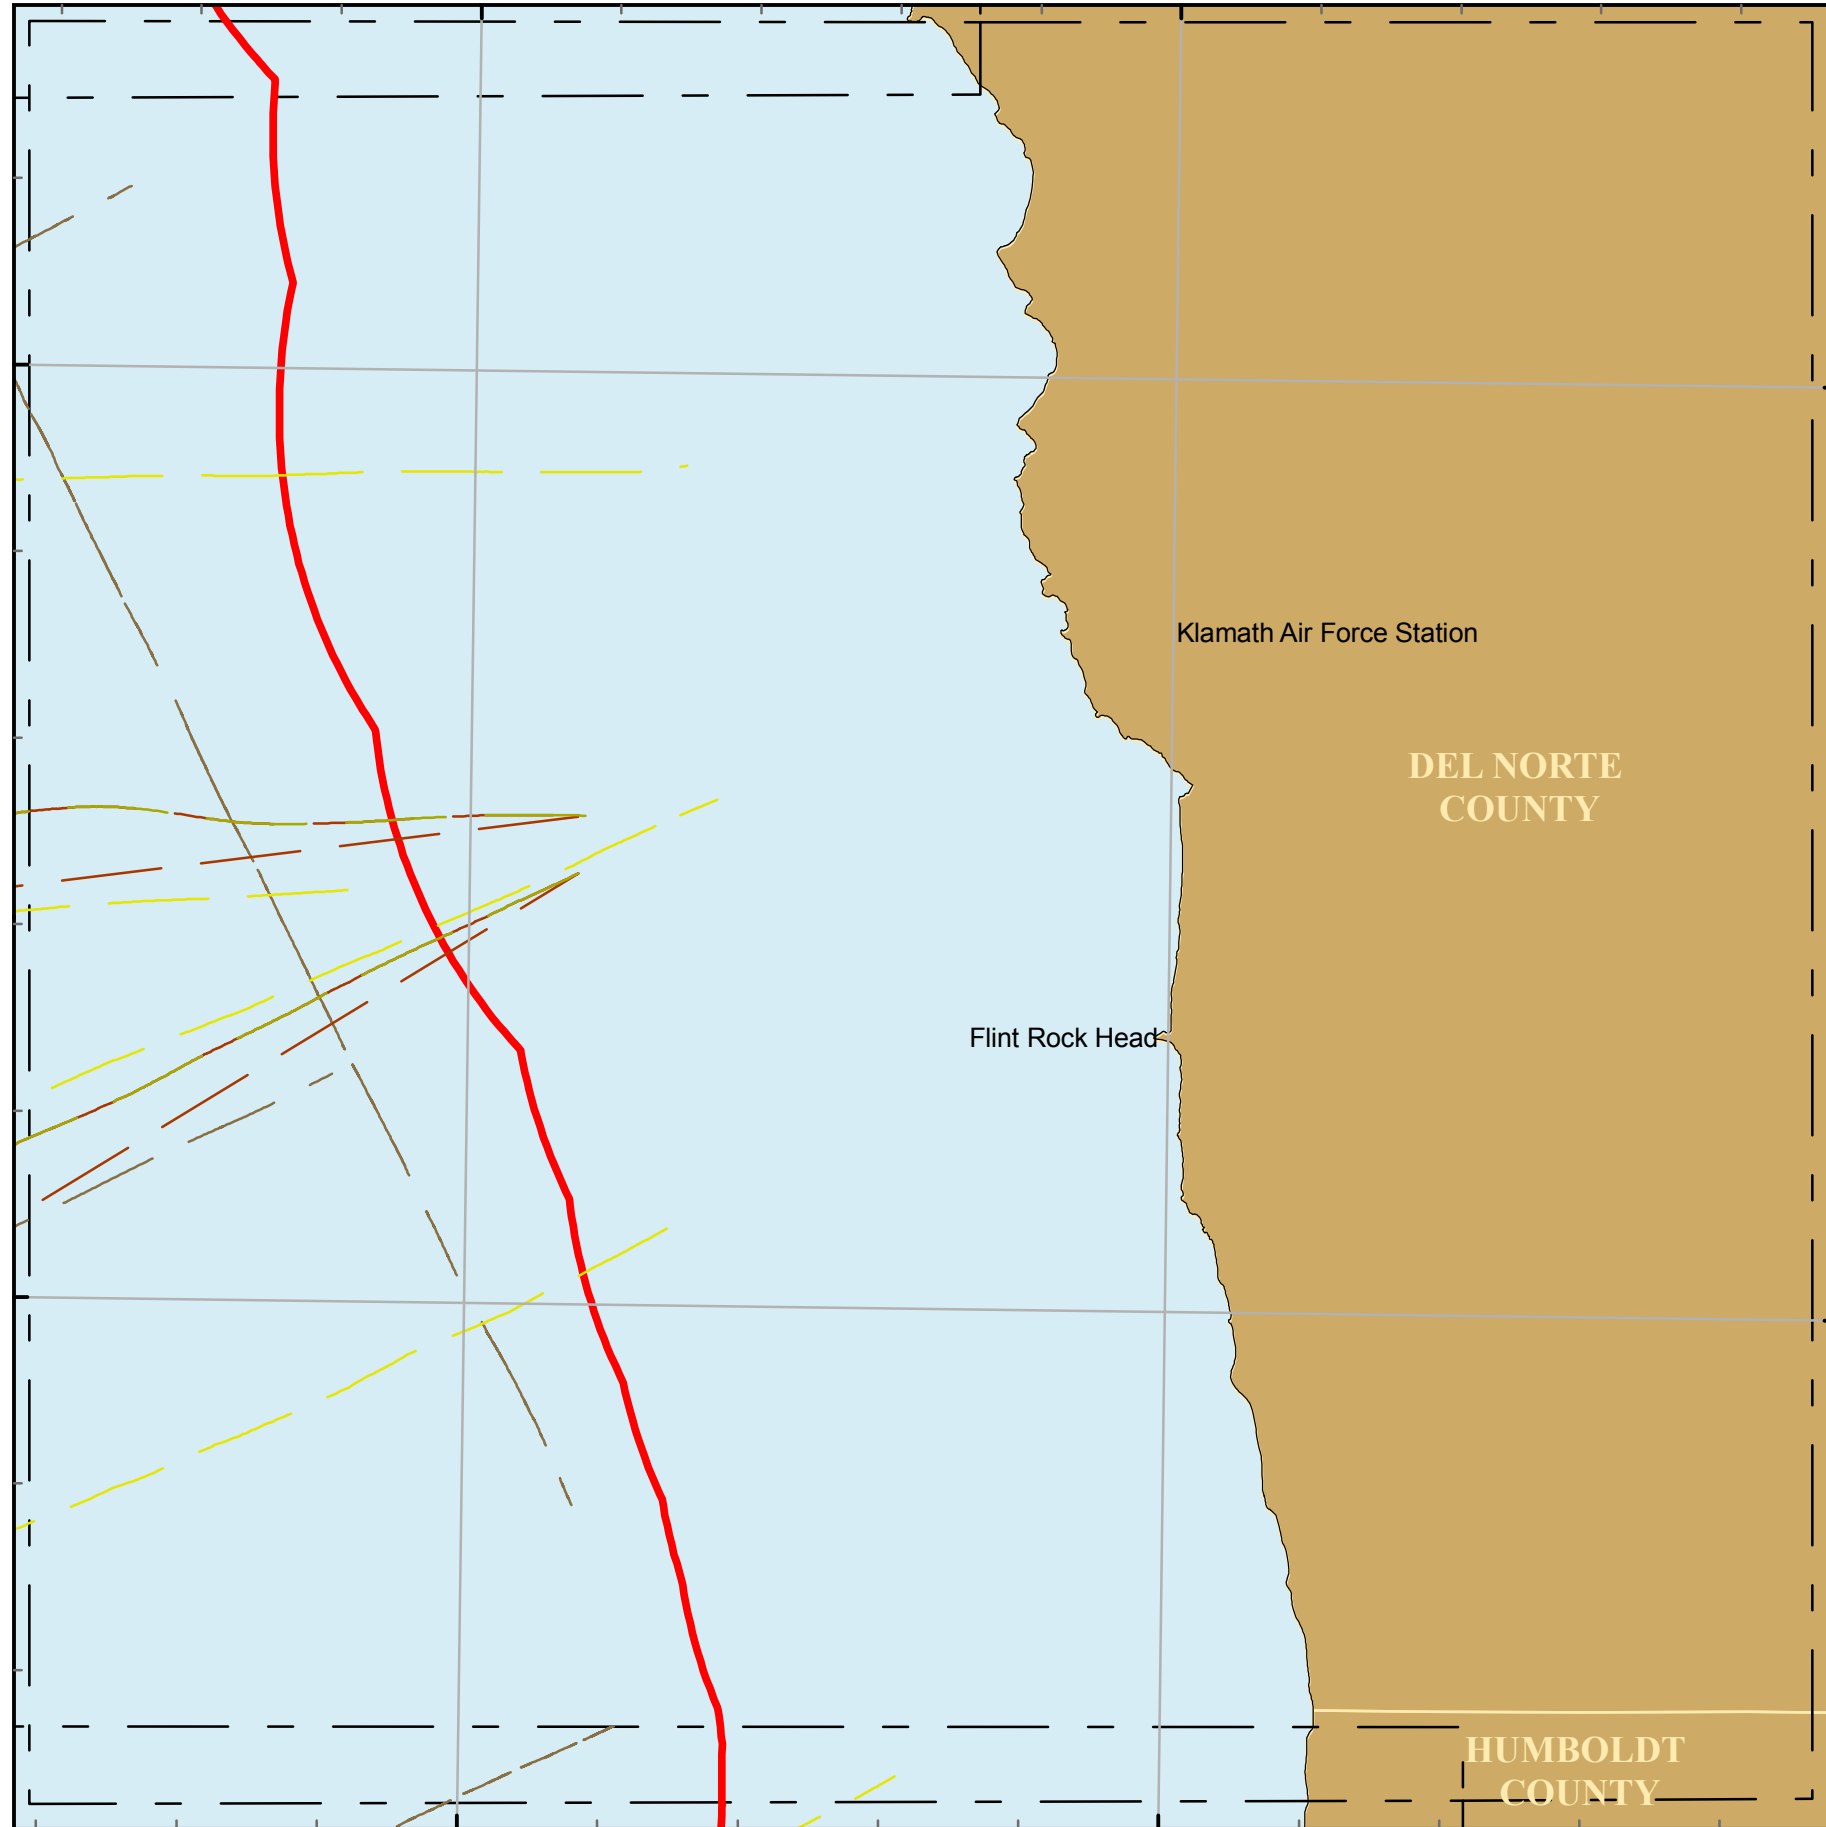 Klamath Air Force Station
DEL NORTE
COUNTY
Flint Rock Head
HUMBOLDT
COUNTY